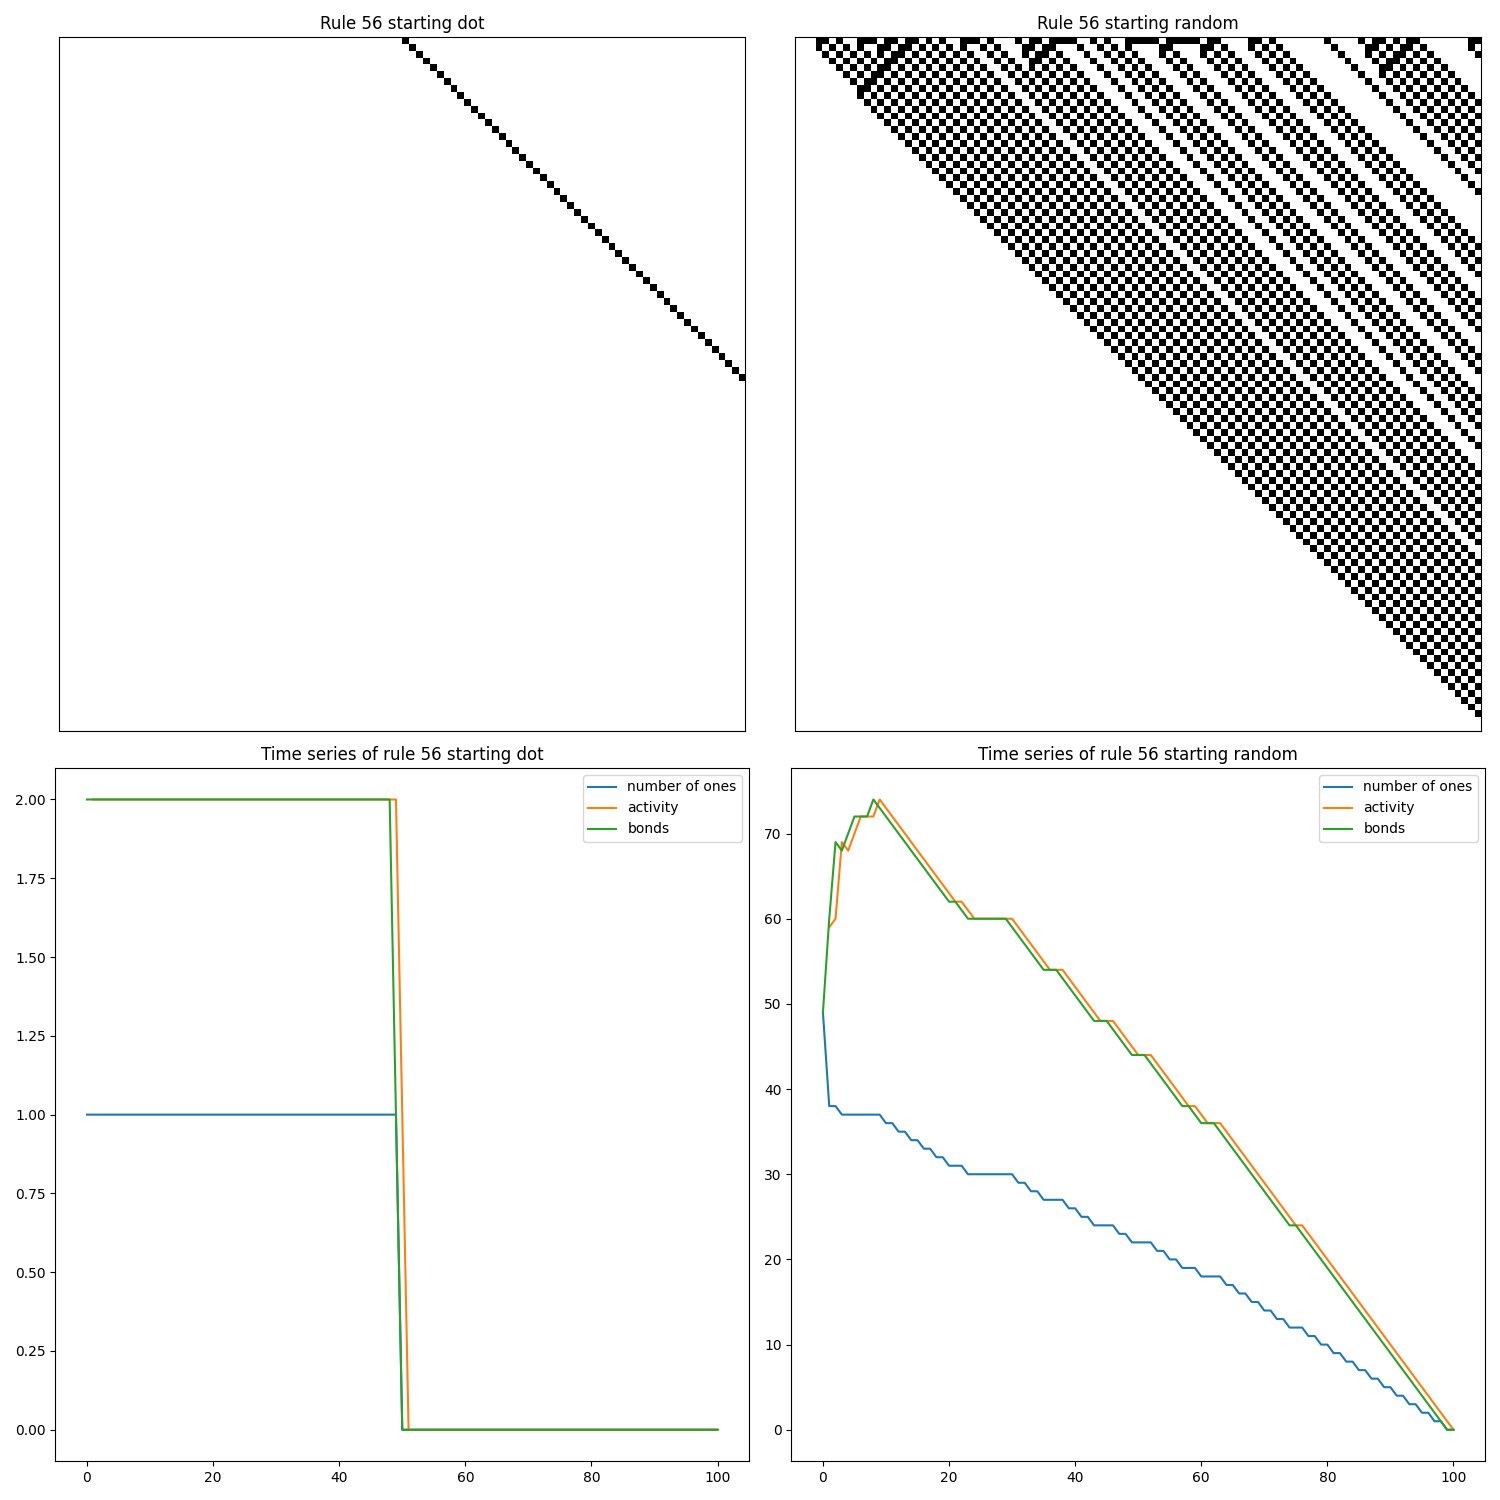 Rule 56 starting dot
Rule 56 starting random
Time series of rule 56 starting dot
number of ones
activity
bonds
2.00
1.75
1.50
1.25
1.00
0.75
0.50
0.25
0.00
0 20 40 60 80 100
Time series of rule 56 starting random
number of ones
activity
bonds
70
60
50
40
30
20
10
0
0 20 40 60 80 100